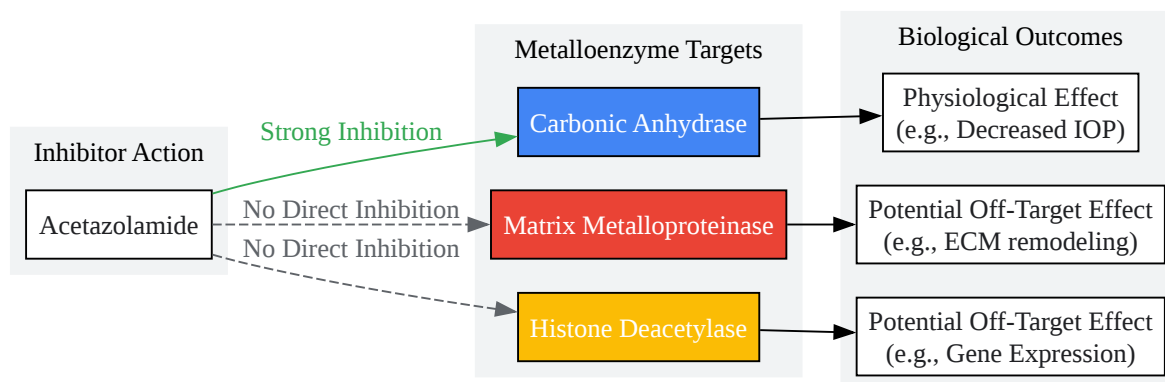 Inhibitor Action
Acetazolamide
Strong Inhibition
No Direct Inhibition
No Direct Inhibition
Metalloenzyme Targets
Carbonic Anhydrase
Matrix Metalloproteinase
Histone Deacetylase
Biological Outcomes
Physiological Effect
(e.g., Decreased IOP)
Potential Off-Target Effect
(e.g., ECM remodeling)
Potential Off-Target Effect
(e.g., Gene Expression)